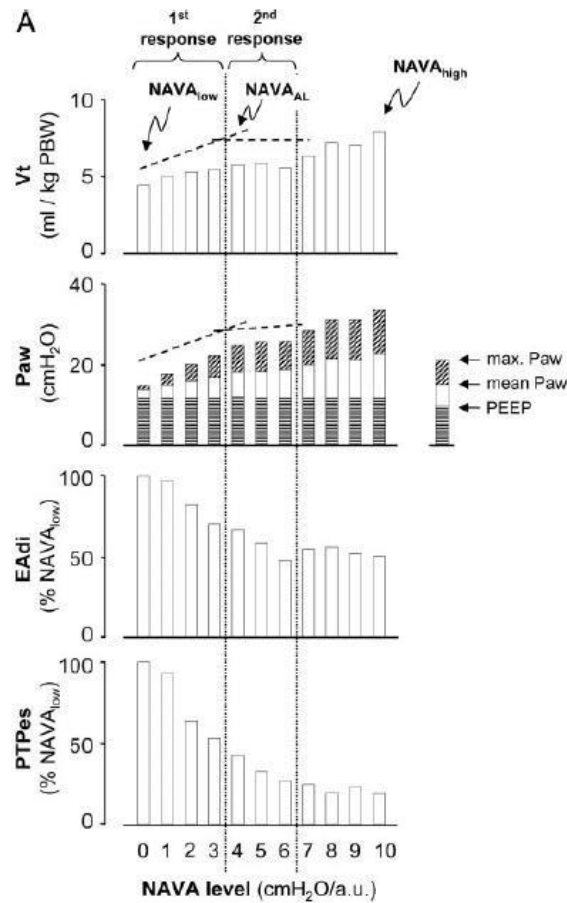 A
1st response
2nd response
NAVAlow
NAVAAL
NAVAhigh
Vt
(ml / kg PBW)
10
5
0
Paw
(cmH2O)
40
20
0
max. Paw
mean Paw
PEEP
EAdi
(% NAVAlow)
100
50
0
PTPes
(% NAVAlow)
100
50
0
0 1 2 3 4 5 6 7 8 9 10
NAVA level (cmH2O/a.u.)